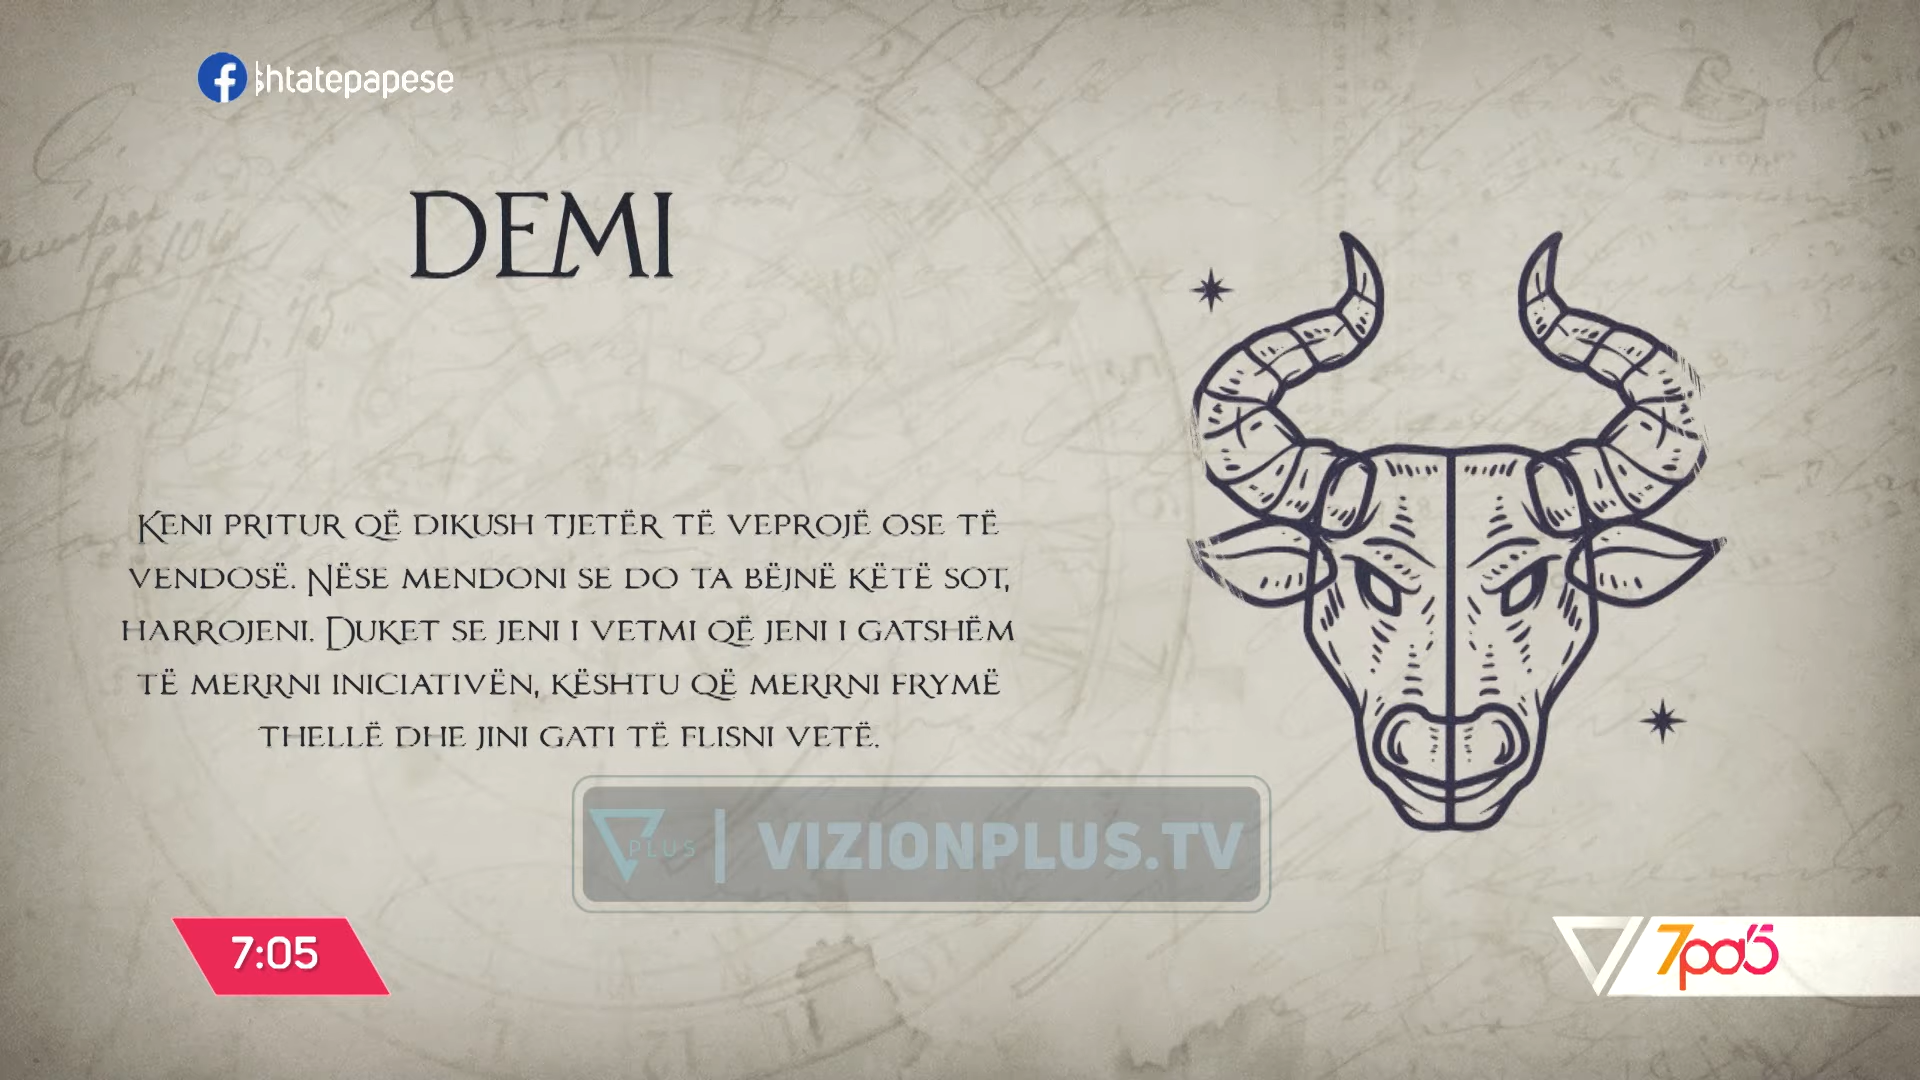 shtatepapese
DEMI
KENI PRITUR QË DIKUSH TJETËR TË VEPROJË OSE TË
VENDOSË. NËSE MENDONI SE DO TA BËJNË KËTË SOT,
HARROJENI. DUKET SE JENI I VETMI QË JENI I GATSHËM
TË MERRNI INICIATIVËN, KËSHTU QË MERRNI FRYMË
THELLË DHE JINI GATI TË FLISNI VETË.
PLUS | VIZIONPLUS.TV
7:05
7pa5